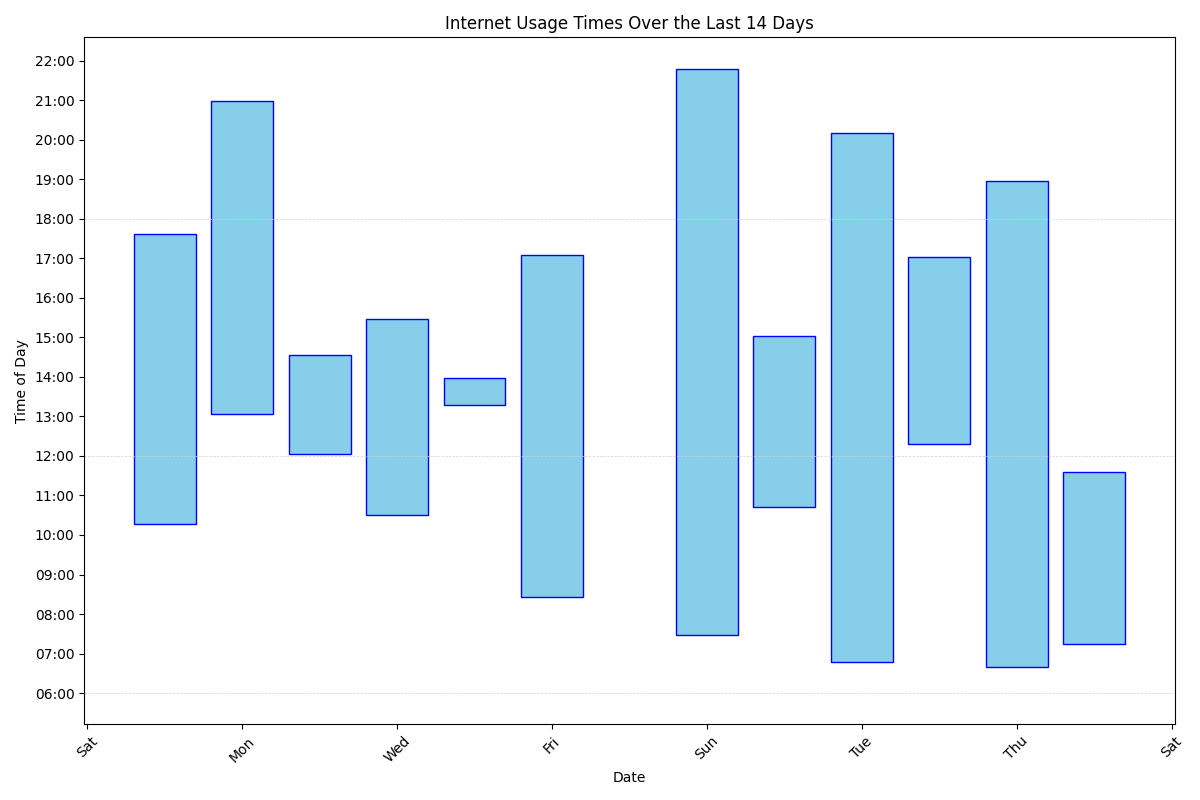 Internet Usage Times Over the Last 14 Days
22:00
21:00
20:00
19:00
18:00
17:00
16:00
15:00
14:00
13:00
12:00
11:00
10:00
09:00
08:00
07:00
06:00
Time of Day
Sat
Mon
Wed
Fri
Sun
Tue
Thu
Sat
Date